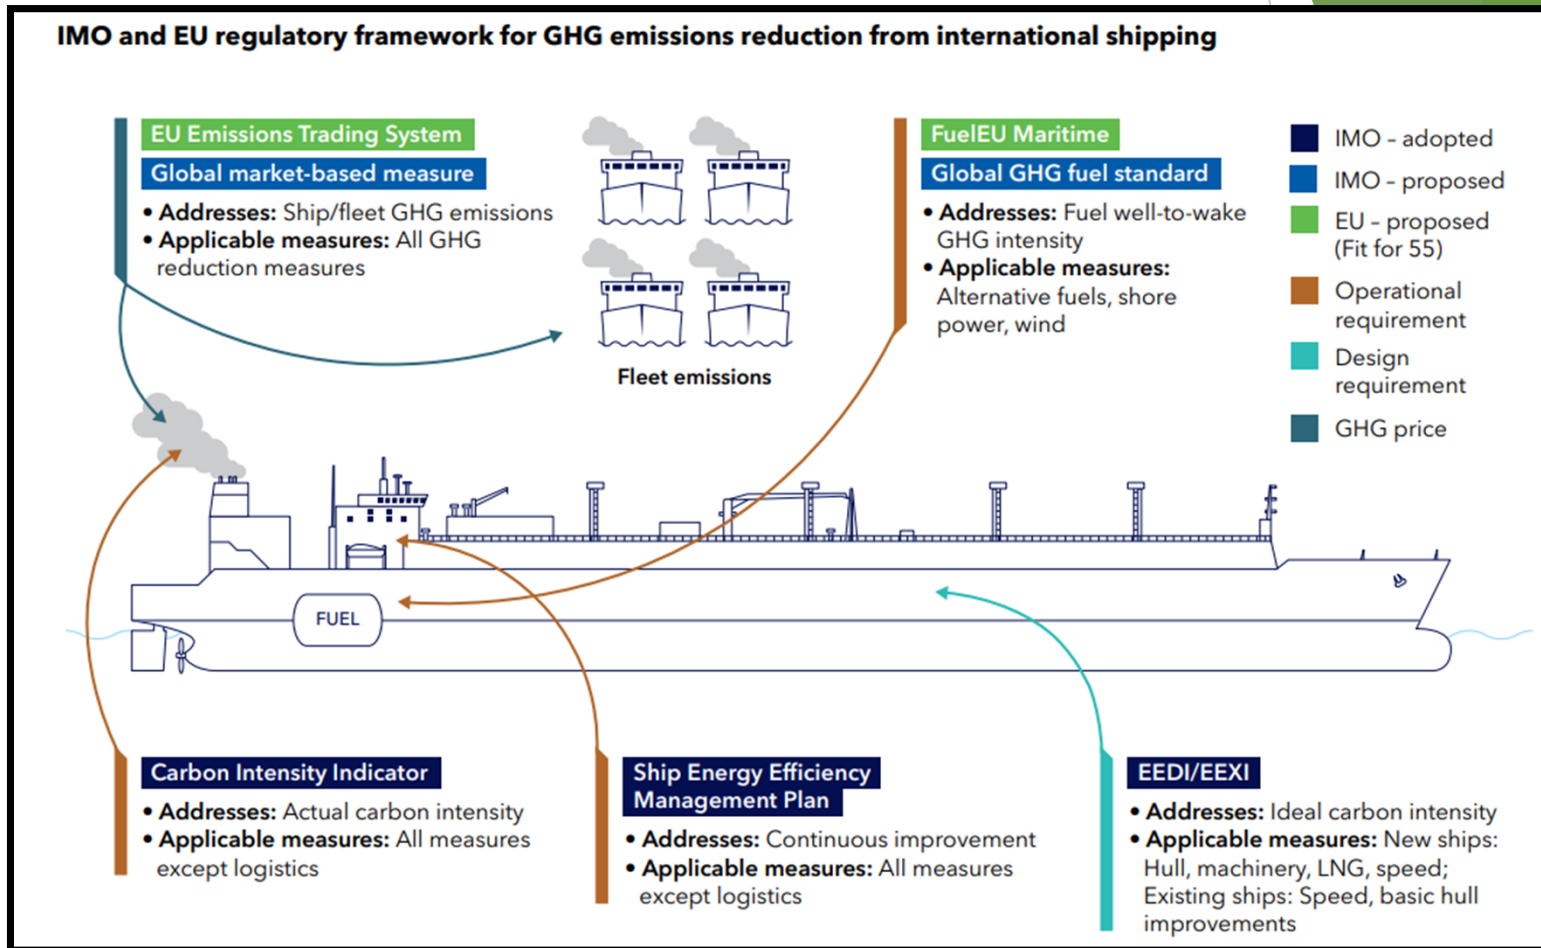 IMO and EU regulatory framework for GHG emissions reduction from international shipping
EU Emissions Trading System
Global market-based measure
• Addresses: Ship/fleet GHG emissions
• Applicable measures: All GHG
reduction measures
Fleet emissions
FuelEU Maritime
Global GHG fuel standard
• Addresses: Fuel well-to-wake
GHG intensity
• Applicable measures:
Alternative fuels, shore
power, wind
IMO – adopted
IMO – proposed
EU – proposed
(Fit for 55)
Operational
requirement
Design
requirement
GHG price
FUEL
Carbon Intensity Indicator
• Addresses: Actual carbon intensity
• Applicable measures: All measures
except logistics
Ship Energy Efficiency
Management Plan
• Addresses: Continuous improvement
• Applicable measures: All measures
except logistics
EEDI/EEXI
• Addresses: Ideal carbon intensity
• Applicable measures: New ships:
Hull, machinery, LNG, speed;
Existing ships: Speed, basic hull
improvements